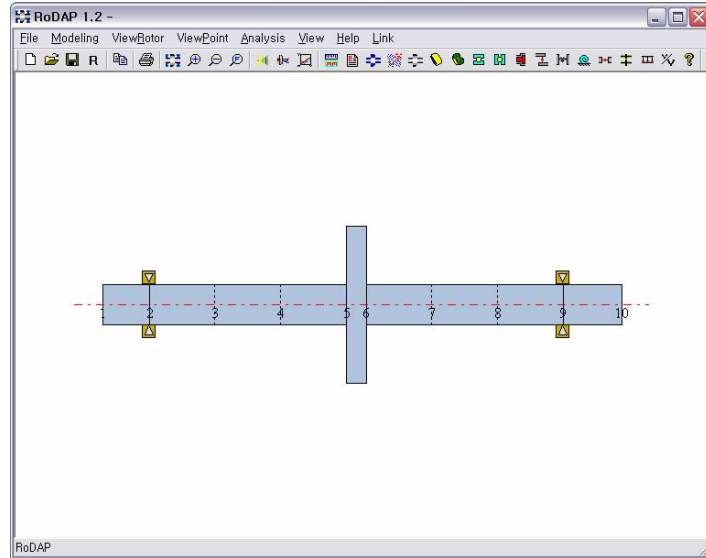 RoDAP 1.2 -
File Modeling ViewRotor ViewPoint Analysis View Help Link
R
1 2 3 4 5 6 7 8 9 10
RoDAP